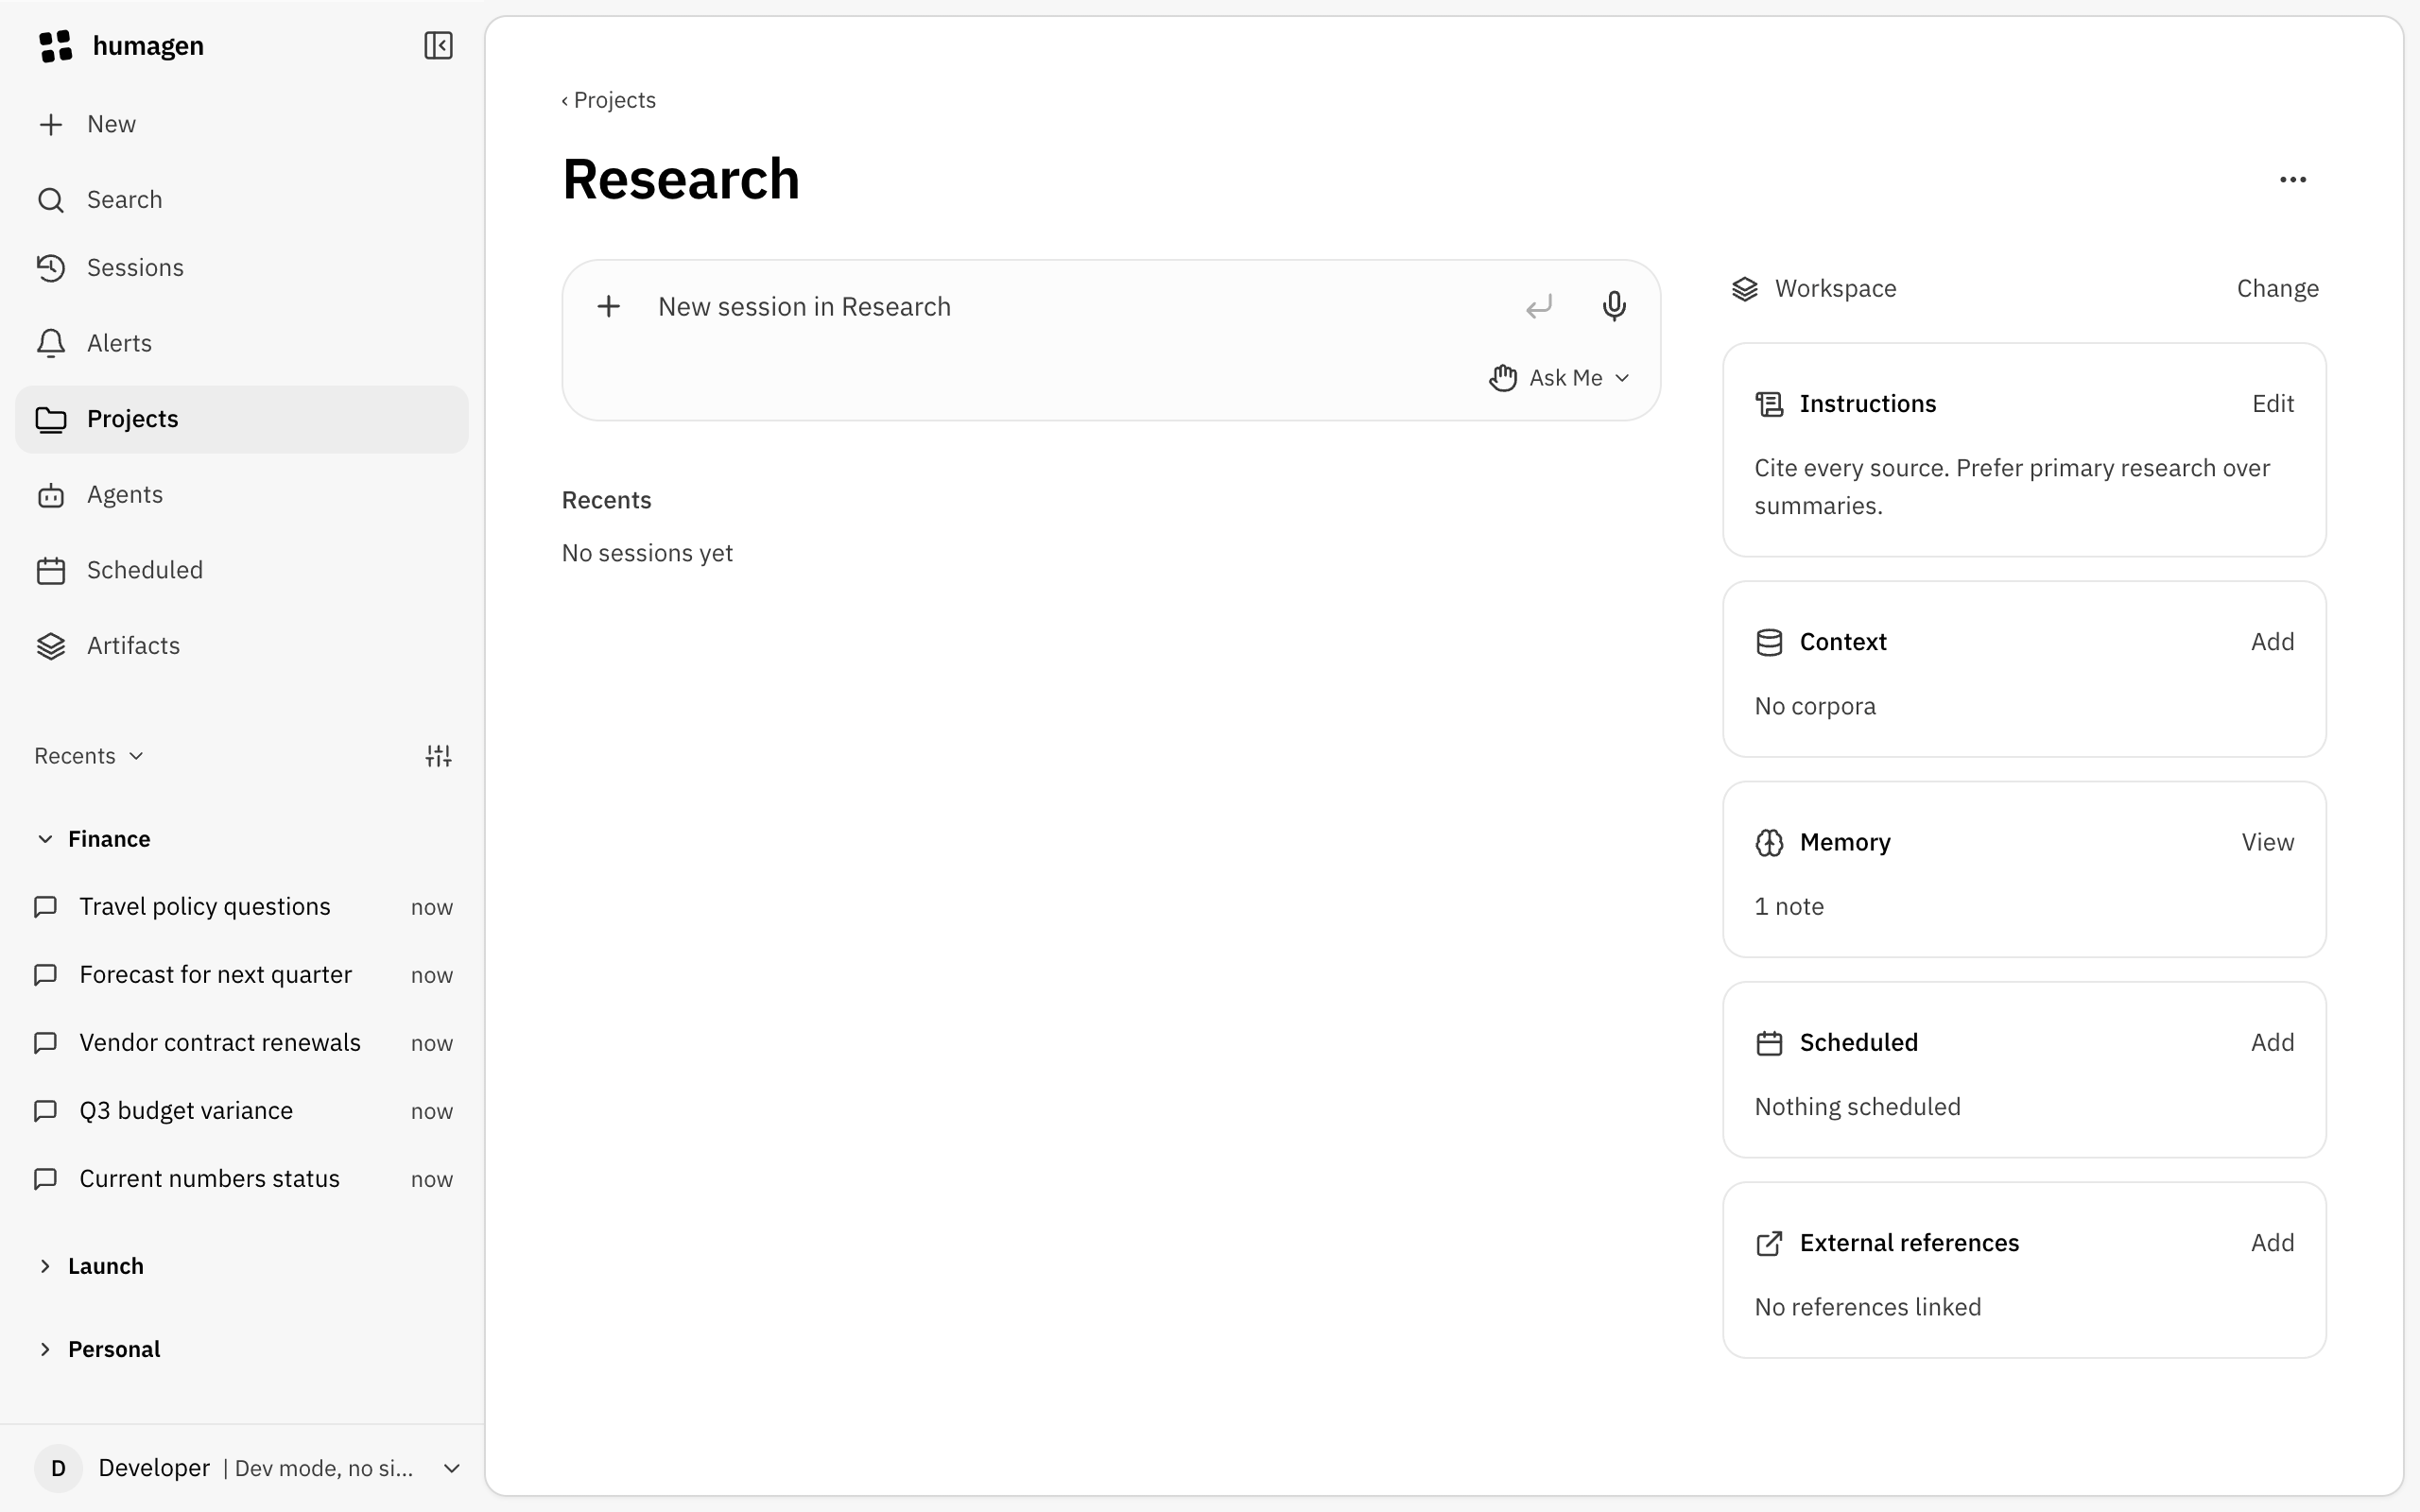 humagen
New
Search
Sessions
Alerts
Projects
Agents
Scheduled
Artifacts
Recents
Finance
Travel policy questions now
Forecast for next quarter now
Vendor contract renewals now
Q3 budget variance now
Current numbers status now
Launch
Personal
D Developer | Dev mode, no si...
‹ Projects
Research
New session in Research
Ask Me
Recents
No sessions yet
Workspace Change
Instructions Edit
Cite every source. Prefer primary research over
summaries.
Context Add
No corpora
Memory View
1 note
Scheduled Add
Nothing scheduled
External references Add
No references linked